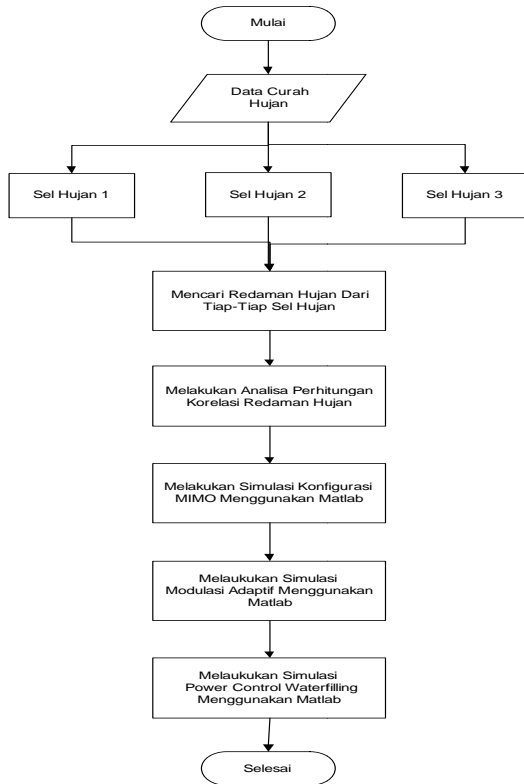 Mulai
Data Curah
Hujan
Sel Hujan 1
Sel Hujan 2
Sel Hujan 3
Mencari Redaman Hujan Dari
Tiap-Tiap Sel Hujan
Melakukan Analisa Perhitungan
Korelasi Redaman Hujan
Melakukan Simulasi Konfigurasi
MIMO Menggunakan Matlab
Melaukukan Simulasi
Modulasi Adaptif Menggunakan
Matlab
Melaukukan Simulasi
Power Control Waterfilling
Menggunakan Matlab
Selesai